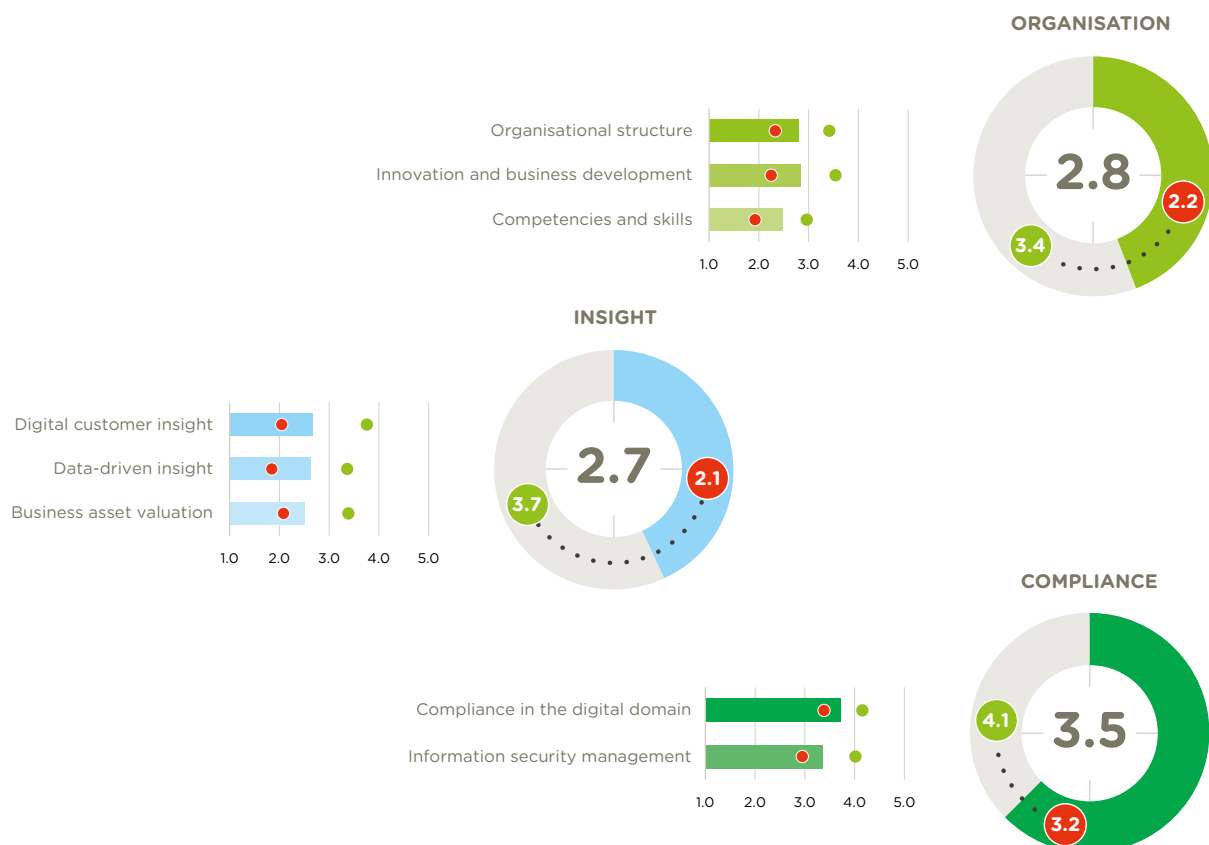 ORGANISATION
Organisational structure
Innovation and business development
Competencies and skills
1.0 2.0 3.0 4.0 5.0
2.8
2.2
3.4
INSIGHT
Digital customer insight
Data-driven insight
Business asset valuation
1.0 2.0 3.0 4.0 5.0
2.7
2.1
3.7
COMPLIANCE
Compliance in the digital domain
Information security management
1.0 2.0 3.0 4.0 5.0
4.1
3.5
3.2